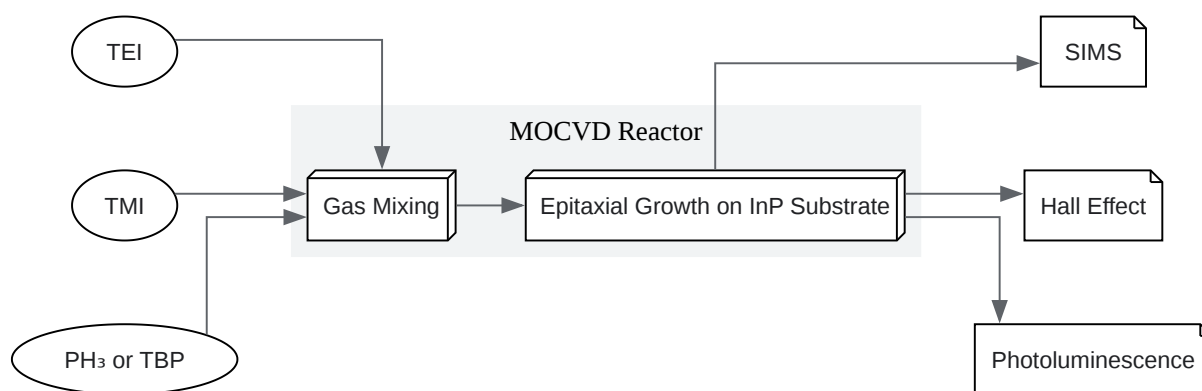 TEI
SIMS
MOCVD Reactor
TMI
Gas Mixing
Epitaxial Growth on InP Substrate
Hall Effect
PH₃ or TBP
Photoluminescence